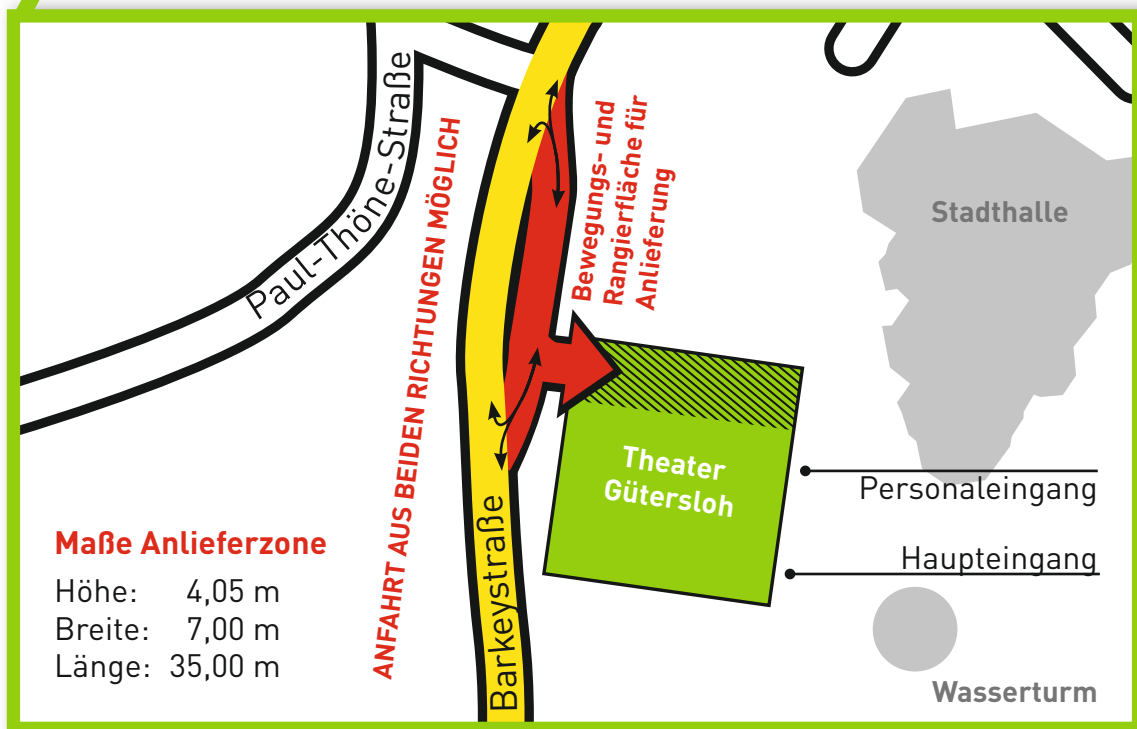 Paul-Thöne-Straße
ANFAHRT AUS BEIDEN RICHTUNGEN MÖGLICH
Bewegungs- und
Rangierfläche für
Anlieferung
Stadthalle
Theater
Gütersloh
Personaleingang
Haupteingang
Wasserturm
Barkeystraße
Maße Anlieferzone
Höhe: 4,05 m
Breite: 7,00 m
Länge: 35,00 m